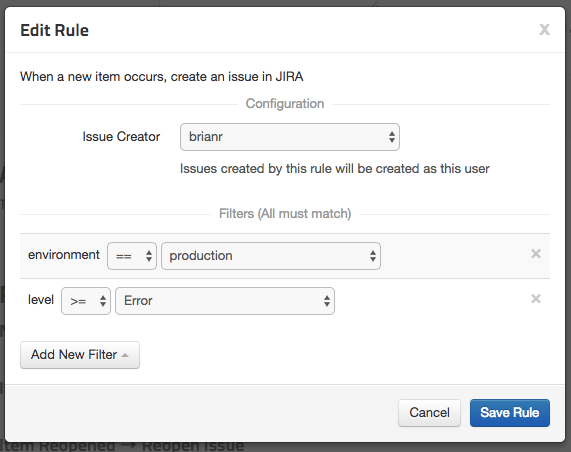 Edit Rule x
When a new item occurs, create an issue in JIRA
Configuration
Issue Creator brianr
Issues created by this rule will be created as this user
Filters (All must match)
environment == production ×
level >= Error ×
Add New Filter
Cancel Save Rule
Item Reopened → Reopen Issue